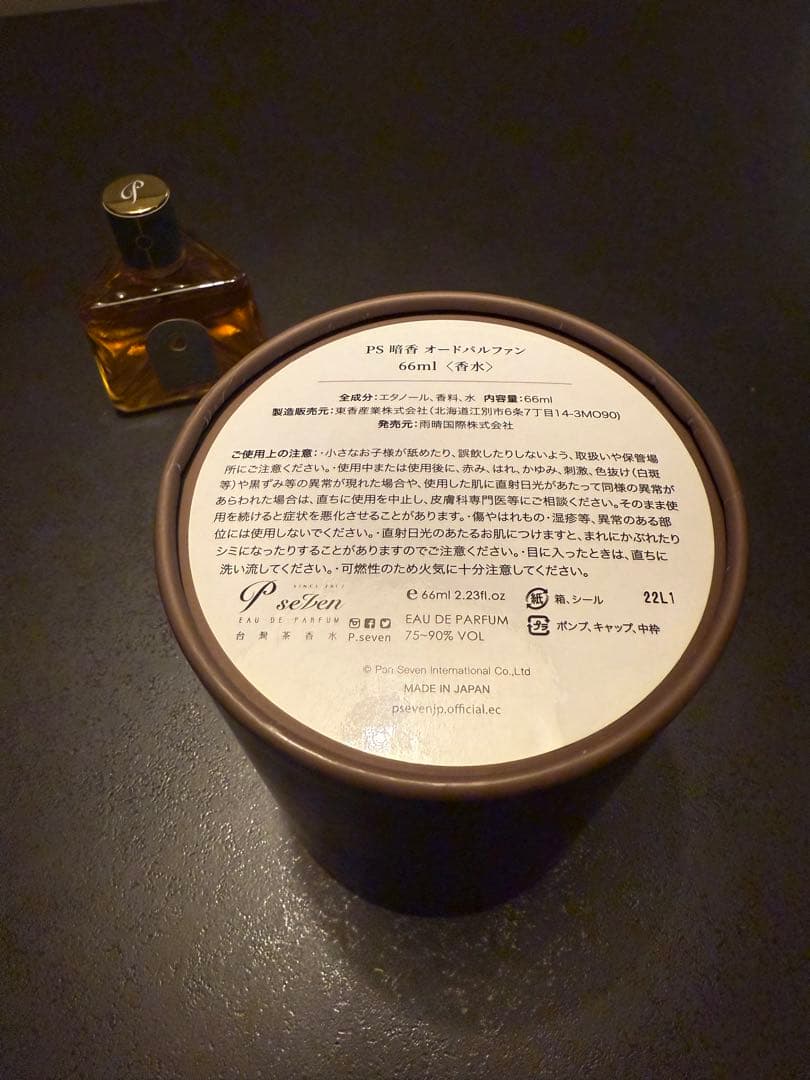 P
PS 暗香 オードパルファン
66ml〈香水〉
全成分：エタノール、香料、水 内容量：66ml
製造販売元：東香産業株式会社（北海道江別市6条7丁目14-3MO90）
発売元：雨晴国際株式会社
ご使用上の注意：・小さなお子様が舐めたり、誤飲したりしないよう、取扱いや保管場
所にご注意ください。・使用中または使用後に、赤み、はれ、かゆみ、刺激、色抜け（白斑
等）や黒ずみ等の異常が現れた場合や、使用した肌に直射日光があたって同様の異常が
あらわれた場合は、直ちに使用を中止し、皮膚科専門医等にご相談ください。そのまま使
用を続けると症状を悪化させることがあります。・傷やはれもの・湿疹等、異常のある部
位には使用しないでください。・直射日光のあたるお肌につけますと、まれにかぶれたり
シミになったりすることがありますのでご注意ください。・目に入ったときは、直ちに
洗い流してください。・可燃性のため火気に十分注意してください。
SINCE 2017
P seven
EAU DE PARFUM
台灣茶香水
P.seven
℮ 66ml 2.23fl.oz
EAU DE PARFUM
75~90% VOL
紙 箱、シール
プラ ポンプ、キャップ、中枠
22L1
© Pan Seven International Co.,Ltd
MADE IN JAPAN
psevenjp.official.ec